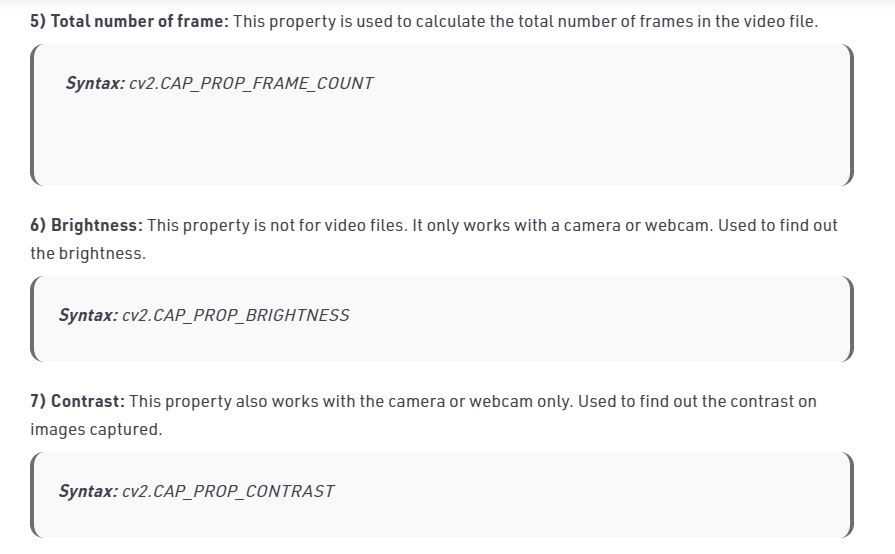 5) Total number of frame: This property is used to calculate the total number of frames in the video file.
Syntax: cv2.CAP_PROP_FRAME_COUNT
6) Brightness: This property is not for video files. It only works with a camera or webcam. Used to find out
the brightness.
Syntax: cv2.CAP_PROP_BRIGHTNESS
7) Contrast: This property also works with the camera or webcam only. Used to find out the contrast on
images captured.
Syntax: cv2.CAP_PROP_CONTRAST